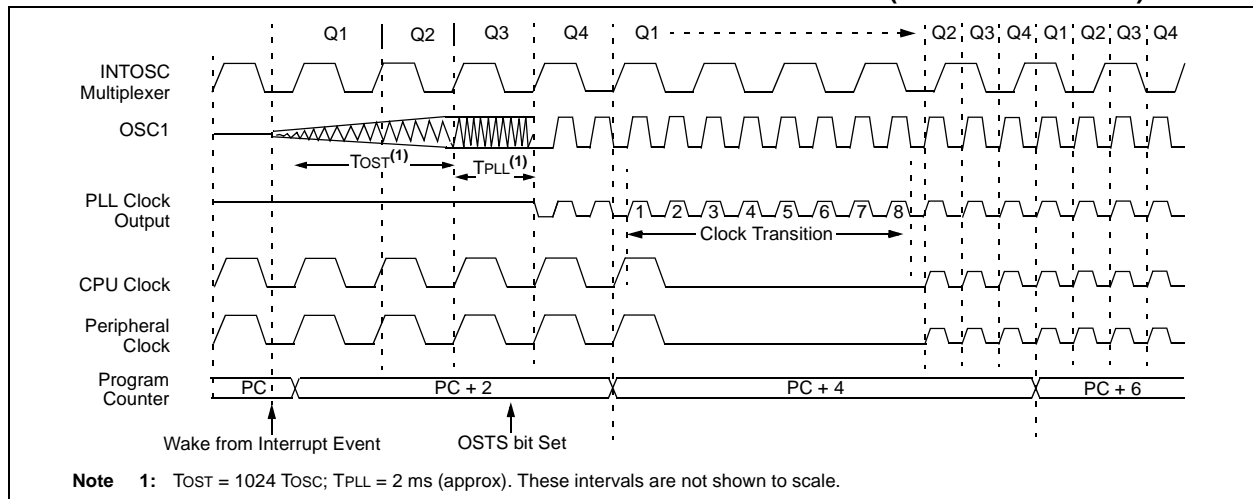 Q1 Q2 Q3 Q4 Q1 Q2 Q3 Q4 Q1 Q2 Q3 Q4
INTOSC
Multiplexer
OSC1
TOST(1)
TPLL(1)
PLL Clock
Output
1 2 3 4 5 6 7 8
Clock Transition
CPU Clock
Peripheral
Clock
Program
Counter
PC PC + 2 PC + 4 PC + 6
Wake from Interrupt Event OSTS bit Set
Note 1: TOST = 1024 TOSC; TPLL = 2 ms (approx). These intervals are not shown to scale.